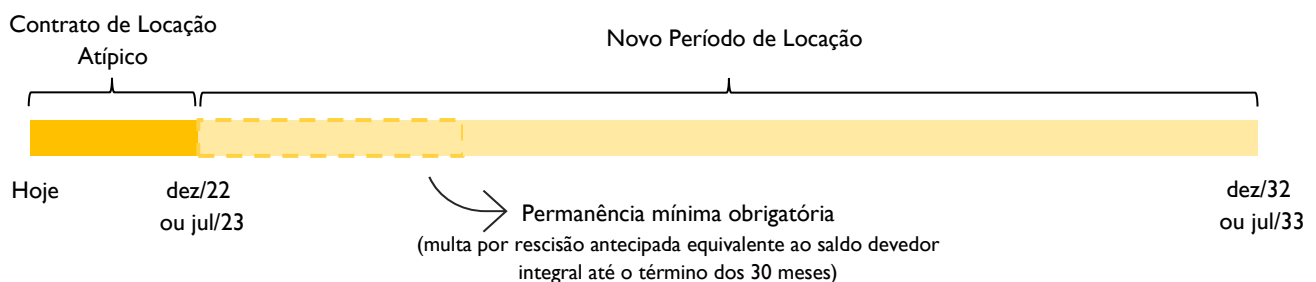 Contrato de Locação
Atípico
Novo Período de Locação
Hoje
dez/22
ou jul/23
dez/32
ou jul/33
Permanência mínima obrigatória
(multa por rescisão antecipada equivalente ao saldo devedor
integral até o término dos 30 meses)